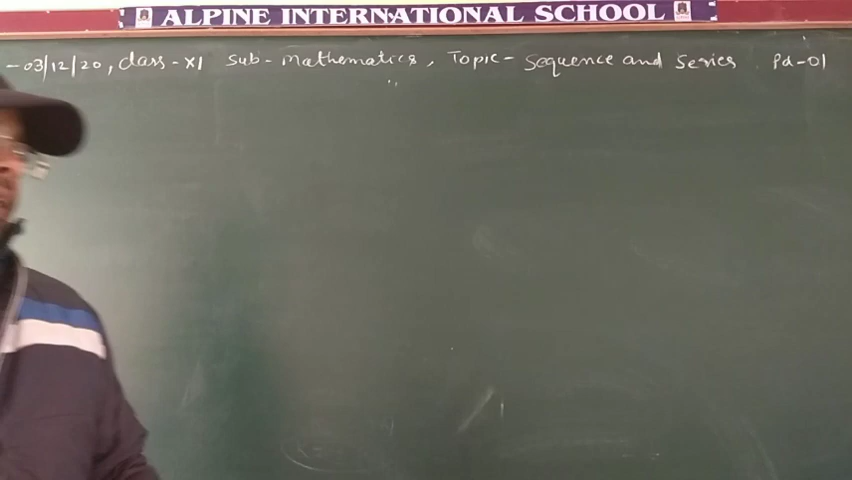 ALPINE INTERNATIONAL SCHOOL
-03/12/20, Class-XI Sub-Mathematics, Topic-Sequence and Series Pd-01